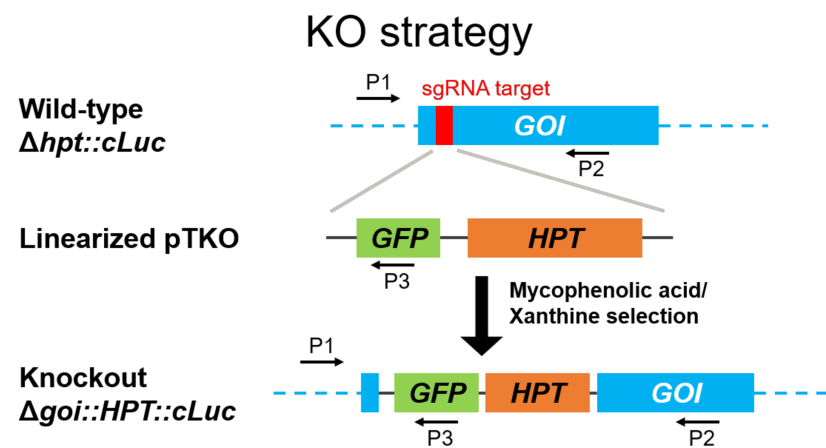 KO strategy
P1
sgRNA target
Wild-type
Δhpt::cLuc
GOI
P2
Linearized pTKO
GFP
HPT
P3
Mycophenolic acid/
Xanthine selection
P1
Knockout
Δgoi::HPT::cLuc
GFP
HPT
GOI
P3
P2